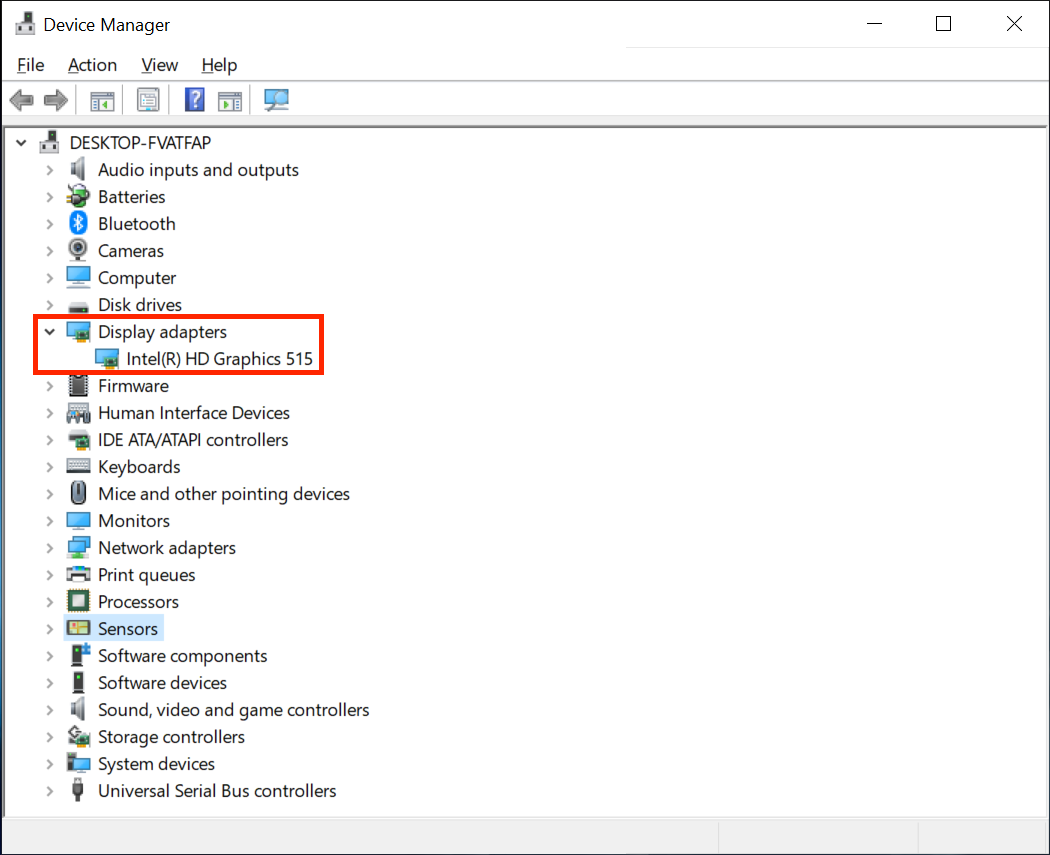 Device Manager
File Action View Help
DESKTOP-FVATFAP
Audio inputs and outputs
Batteries
Bluetooth
Cameras
Computer
Disk drives
Display adapters
Intel(R) HD Graphics 515
Firmware
Human Interface Devices
IDE ATA/ATAPI controllers
Keyboards
Mice and other pointing devices
Monitors
Network adapters
Print queues
Processors
Sensors
Software components
Software devices
Sound, video and game controllers
Storage controllers
System devices
Universal Serial Bus controllers